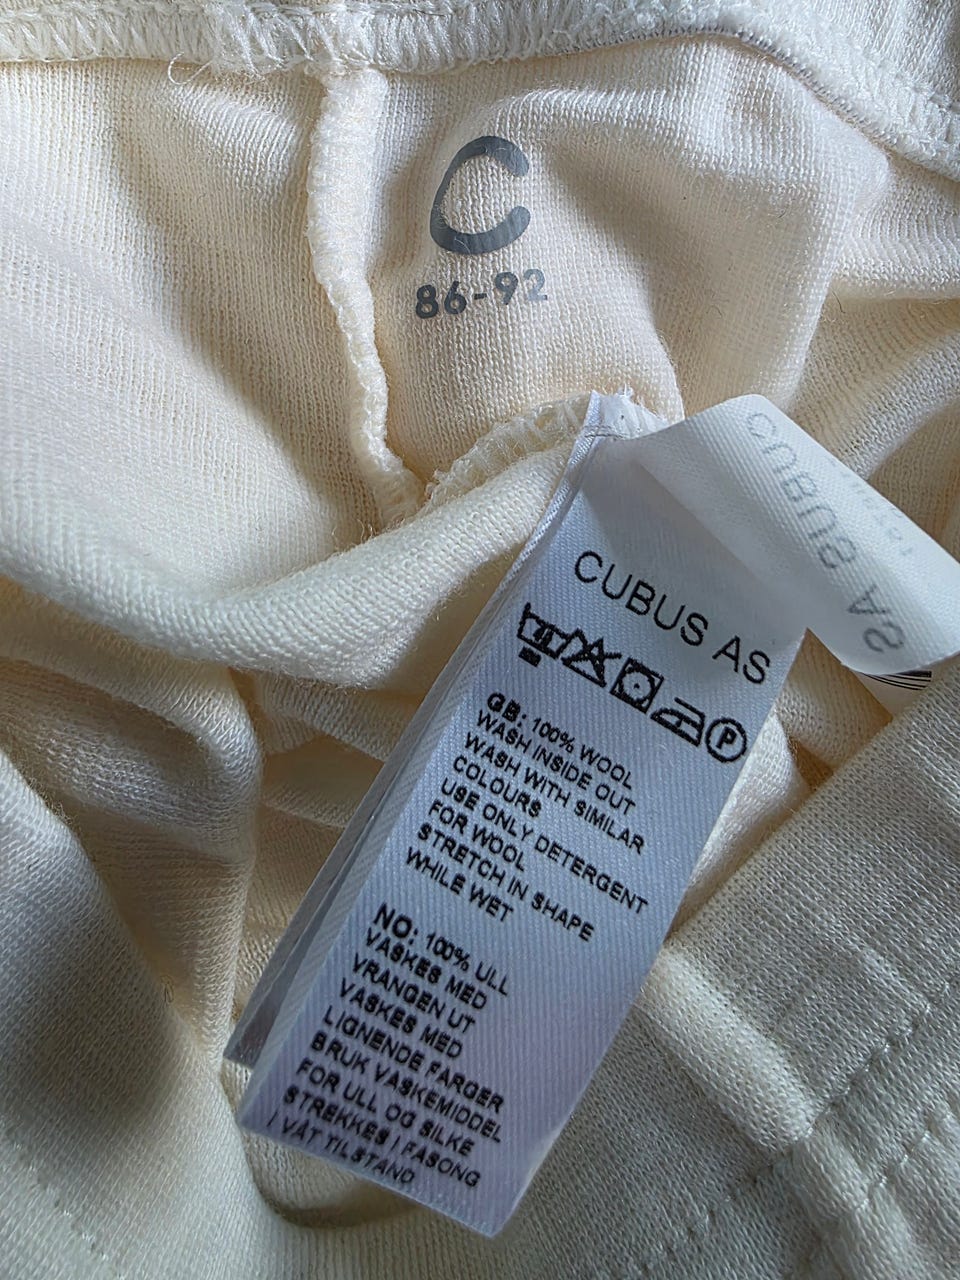 C
86-92
CUBUS AS
P
GB: 100% WOOL
WASH INSIDE OUT
WASH WITH SIMILAR
COLOURS
USE ONLY DETERGENT
FOR WOOL
STRETCH IN SHAPE
WHILE WET
NO: 100% ULL
VASKES MED
VRANGEN UT
VASKES MED
LIGNENDE FARGER
BRUK VASKEMIDDEL
FOR ULL OG SILKE
STREKKES I FASONG
I VÅT TILSTAND
CUBUS AS